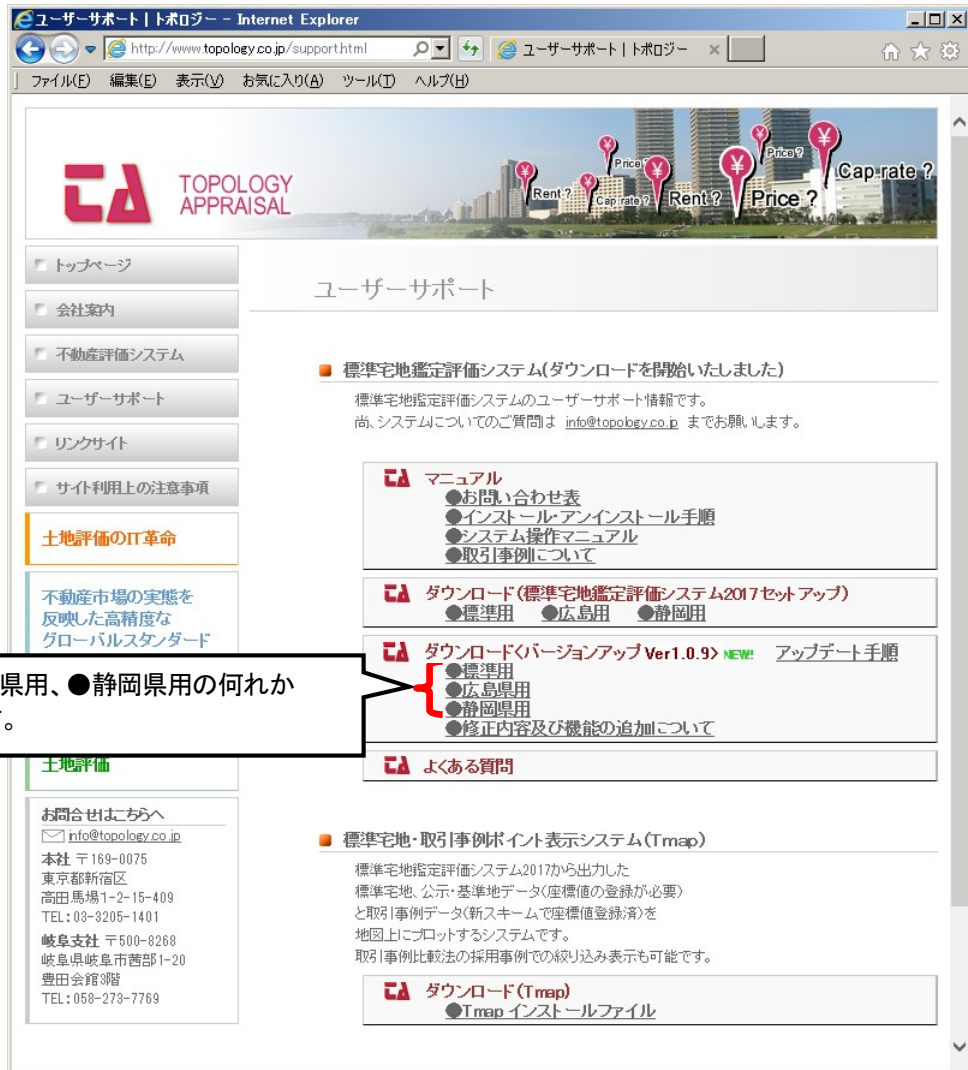 ユーザーサポート | トポロジー - Internet Explorer
http://www.topology.co.jp/support.html
ユーザーサポート | トポロジー
ファイル(F) 編集(E) 表示(V) お気に入り(A) ツール(T) ヘルプ(H)
TOPOLOGY
APPRAISAL
Rent ?
Cap rate ?
Price ?
Rent ?
Price ?
Price ?
Cap rate ?
トップページ
会社案内
不動産評価システム
ユーザーサポート
リンクサイト
サイト利用上の注意事項
土地評価のIT革命
不動産市場の実態を
反映した高精度な
グローバルスタンダード
県用、●静岡県用の何れか
。
土地評価
お問合せはこちらへ
info@topology.co.jp
本社 〒169-0075
東京都新宿区
高田馬場1-2-15-409
TEL:03-3205-1401
岐阜支社 〒500-8268
岐阜県岐阜市茜部1-20
豊田会館3階
TEL:058-273-7769
ユーザーサポート
標準宅地鑑定評価システム(ダウンロードを開始いたしました)
標準宅地鑑定評価システムのユーザーサポート情報です。
尚、システムについてのご質問は info@topology.co.jp までお願いします。
マニュアル
●お問い合わせ表
●インストール・アンインストール手順
●システム操作マニュアル
●取引事例について
ダウンロード(標準宅地鑑定評価システム2017セットアップ)
●標準用 ●広島用 ●静岡用
ダウンロード<バージョンアップ Ver1.0.9> NEW! アップデート手順
●標準用
●広島県用
●静岡県用
●修正内容及び機能の追加について
よくある質問
標準宅地・取引事例ポイント表示システム(Tmap)
標準宅地鑑定評価システム2017から出力した
標準宅地、公示・基準地データ(座標値の登録が必要)
と取引事例データ(新スキームで座標値登録済)を
地図上にプロットするシステムです。
取引事例比較法の採用事例での絞り込み表示も可能です。
ダウンロード(Tmap)
●Tmap インストールファイル